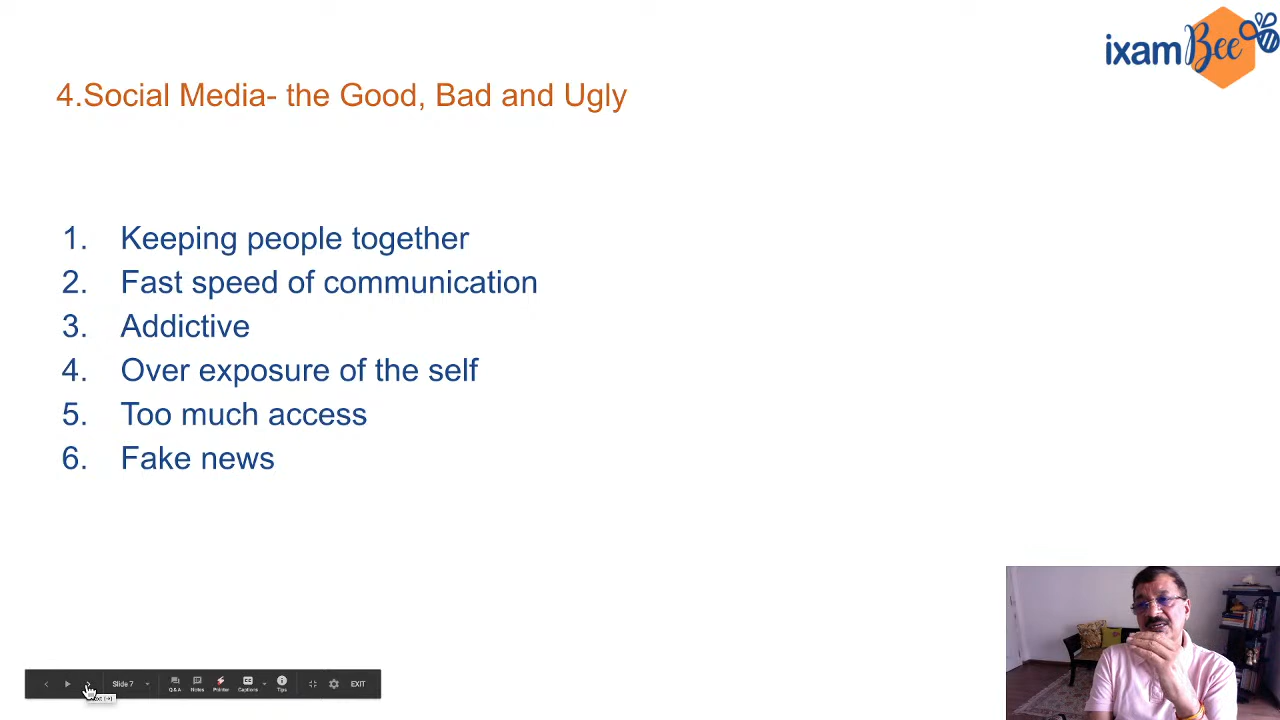 ixamBee
4.Social Media- the Good, Bad and Ugly
1. Keeping people together
2. Fast speed of communication
3. Addictive
4. Over exposure of the self
5. Too much access
6. Fake news
Slide 7
Q&A Notes Pointer Captions Tips
EXIT